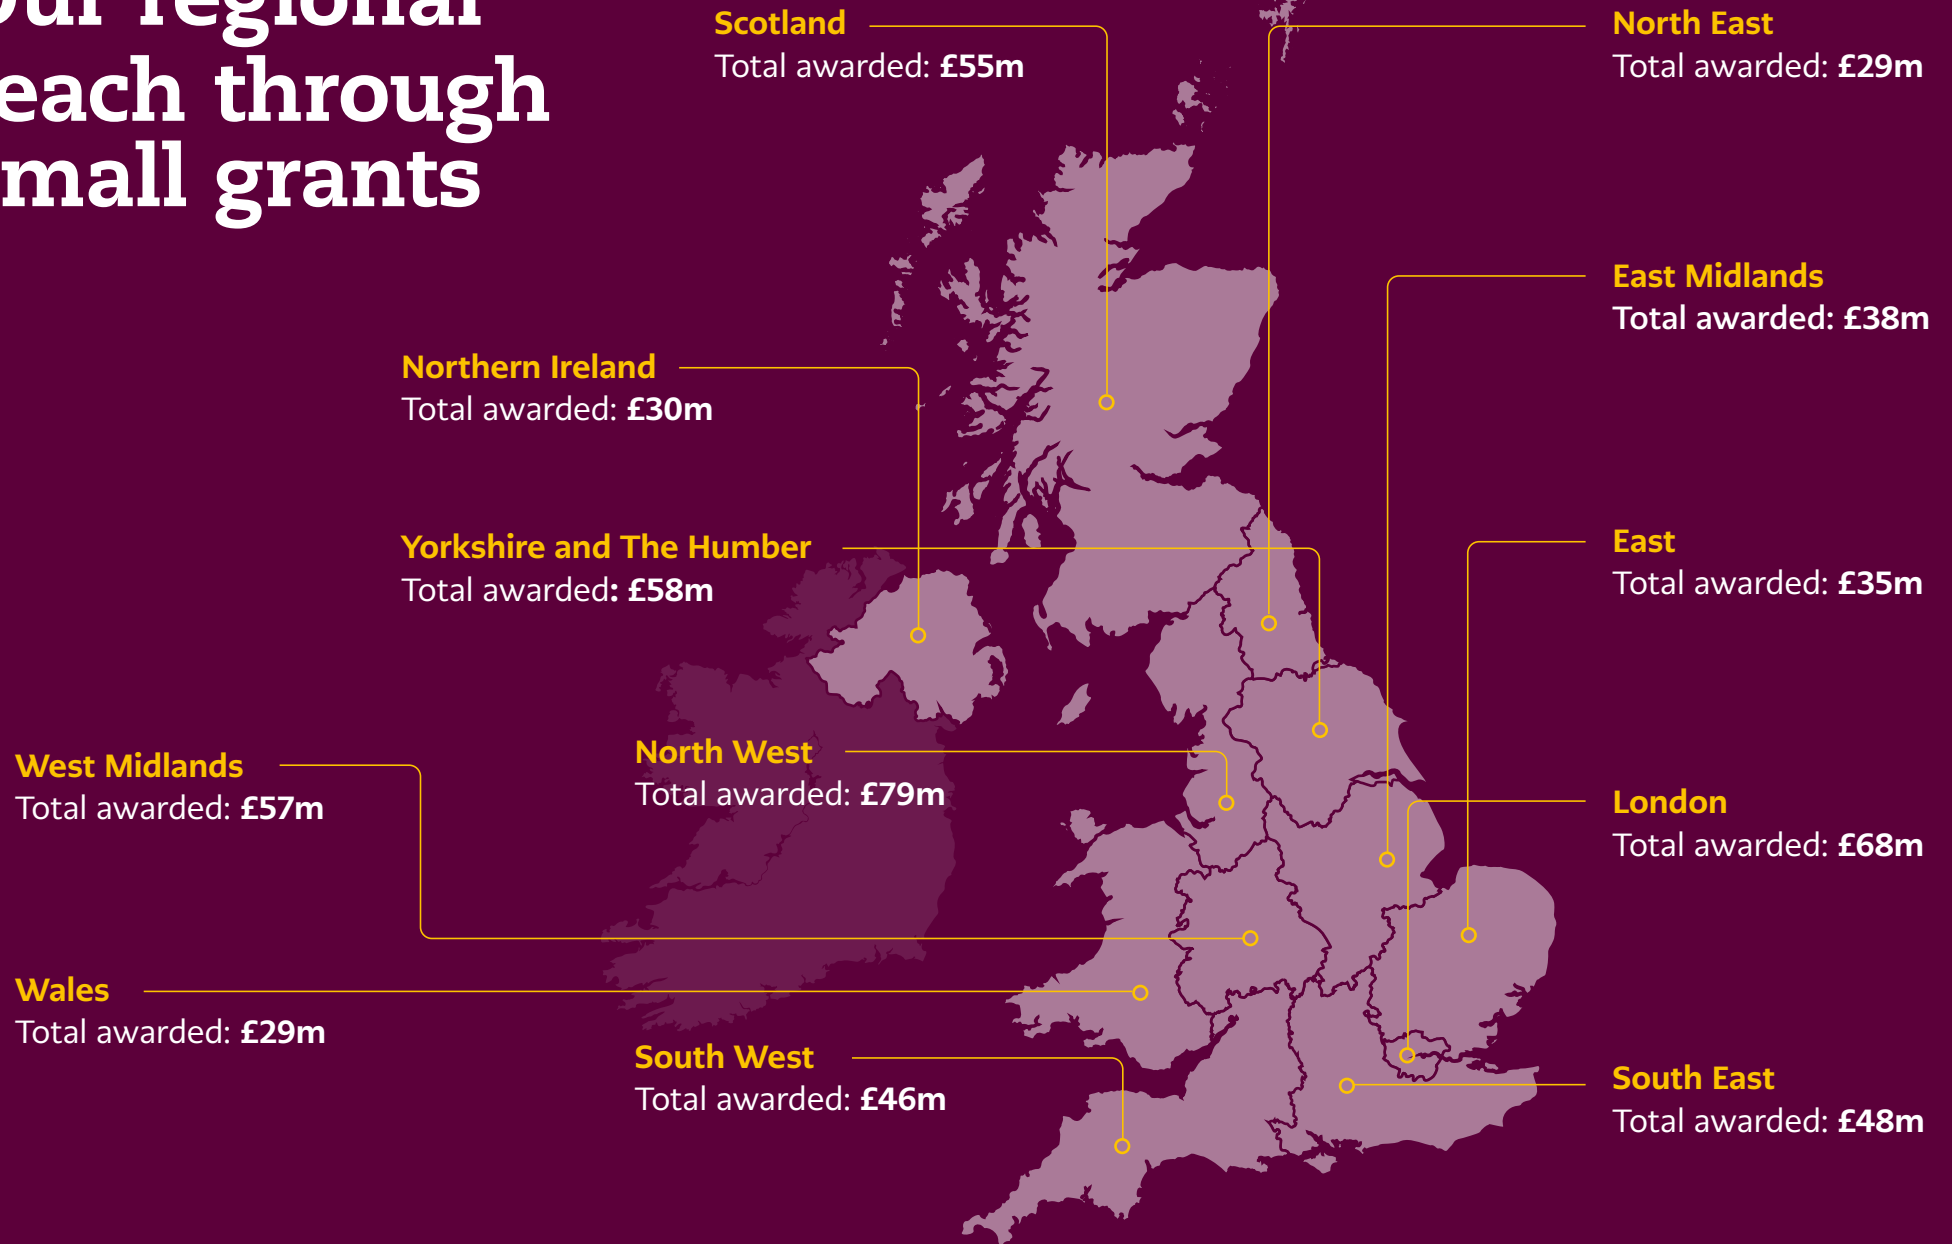 Our regional
each through
mall grants
Scotland
Total awarded: £55m
North East
Total awarded: £29m
East Midlands
Total awarded: £38m
Northern Ireland
Total awarded: £30m
Yorkshire and The Humber
Total awarded: £58m
East
Total awarded: £35m
West Midlands
Total awarded: £57m
North West
Total awarded: £79m
London
Total awarded: £68m
Wales
Total awarded: £29m
South West
Total awarded: £46m
South East
Total awarded: £48m